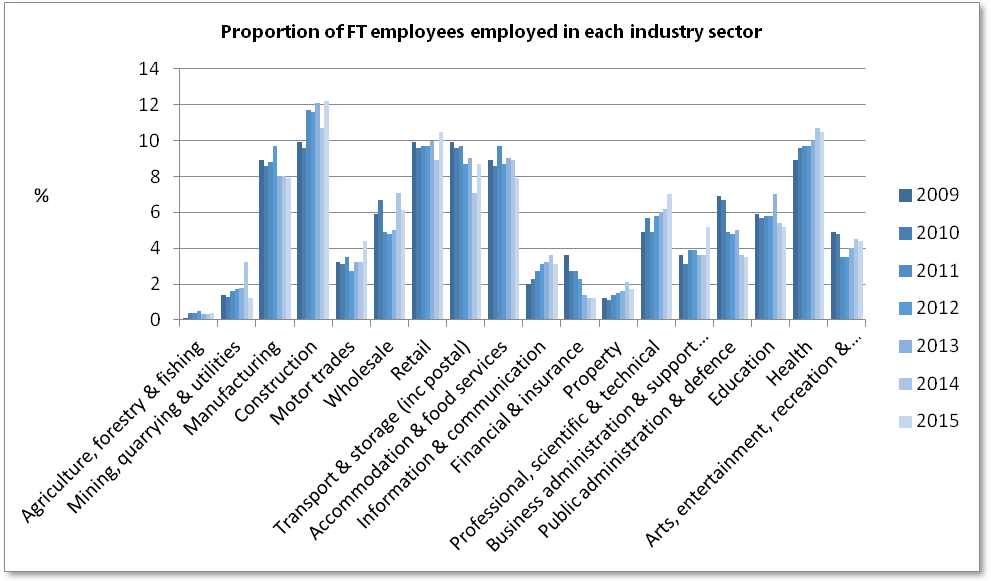 Proportion of FT employees employed in each industry sector
14
12
10
8
6
4
2
0
%
Agriculture, forestry & fishing
Mining, quarrying & utilities
Manufacturing
Construction
Motor trades
Wholesale
Retail
Transport & storage (inc postal)
Accommodation & food services
Information & communication
Financial & insurance
Property
Professional, scientific & technical
Business administration & support...
Public administration & defence
Education
Health
Arts, entertainment, recreation &...
2009
2010
2011
2012
2013
2014
2015